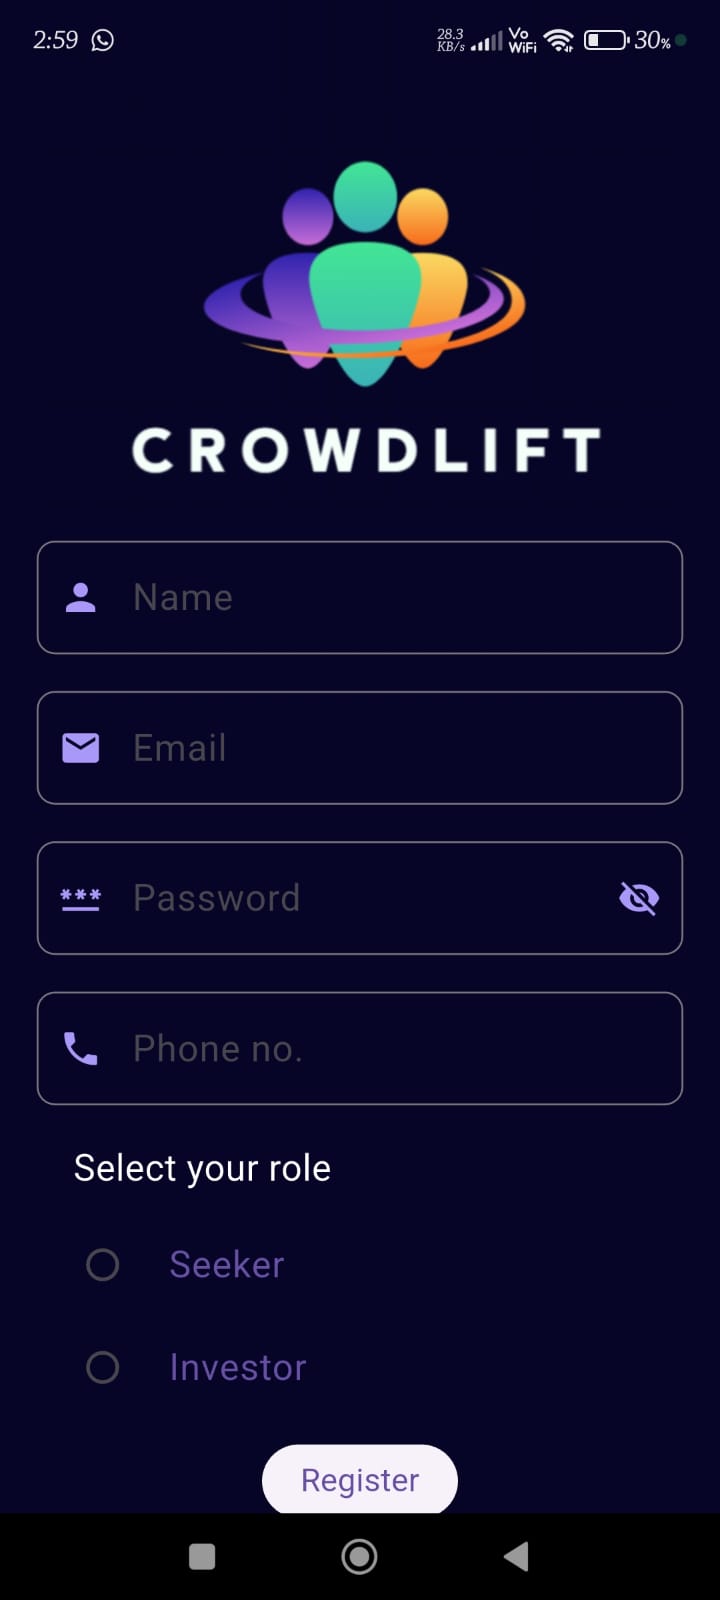 2:59 28.3 KB/s Vo WiFi 30%
CROWDLIFT
Name
Email
*** Password
Phone no.
Select your role
Seeker
Investor
Register